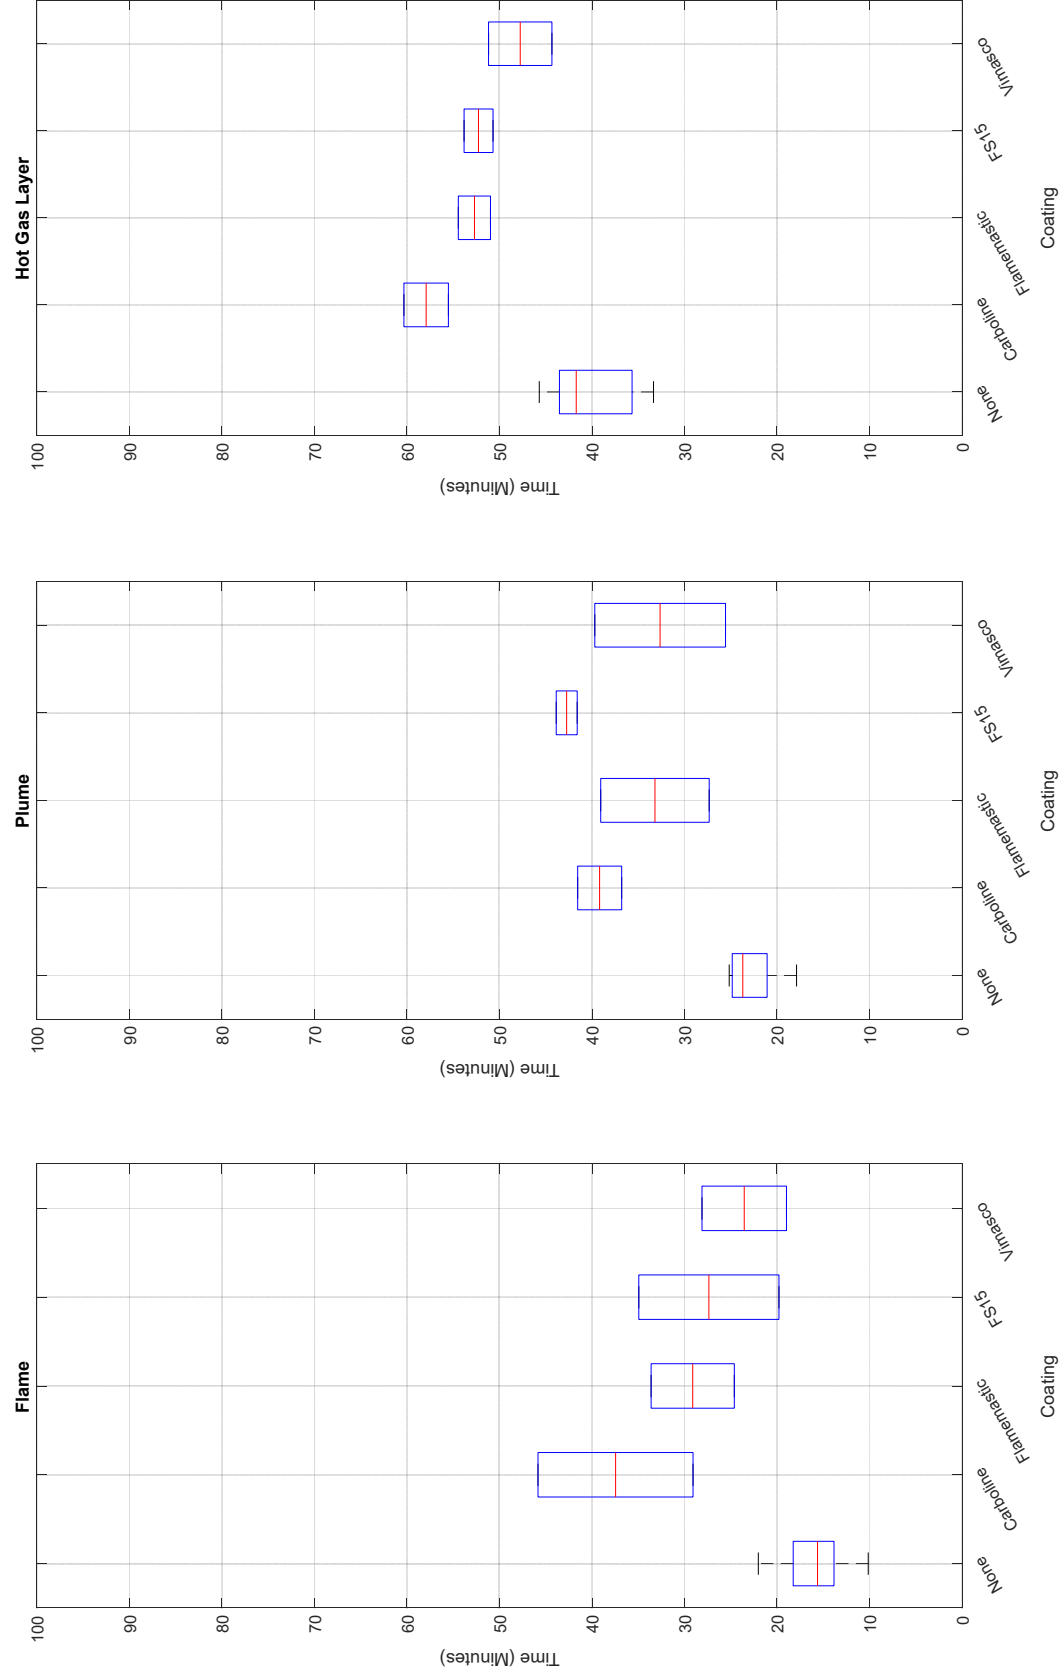 Flame
100
90
80
70
60
50
40
30
20
10
0
Time (Minutes)
None
Carboline
Flamemastic
FS15
Vimasco
Coating
Plume
100
90
80
70
60
50
40
30
20
10
0
Time (Minutes)
None
Carboline
Flamemastic
FS15
Vimasco
Coating
Hot Gas Layer
100
90
80
70
60
50
40
30
20
10
0
Time (Minutes)
None
Carboline
Flamemastic
FS15
Vimasco
Coating